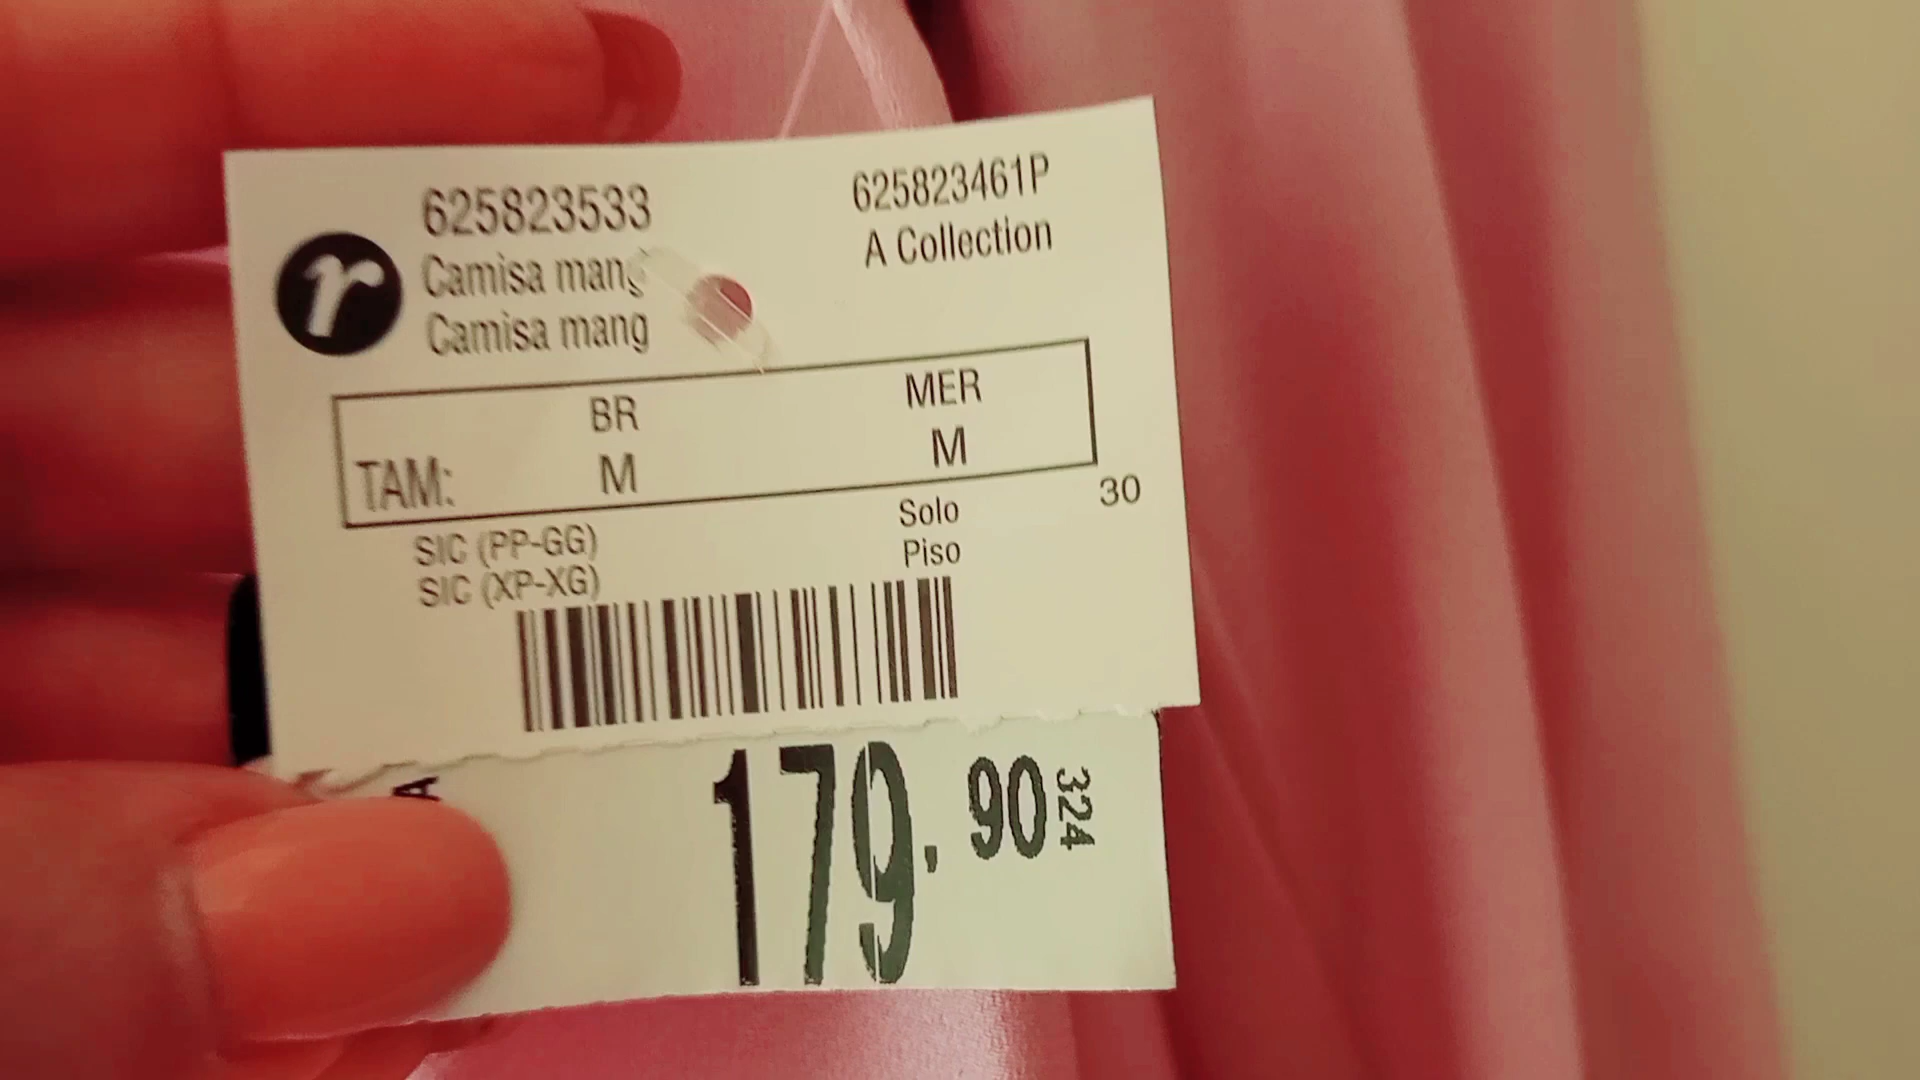 625823533
625823461P
r
Camisa mang
A Collection
Camisa mang
BR MER
TAM: M M
30
SIC (PP-GG) Solo
SIC (XP-XG) Piso
A
179.90
324